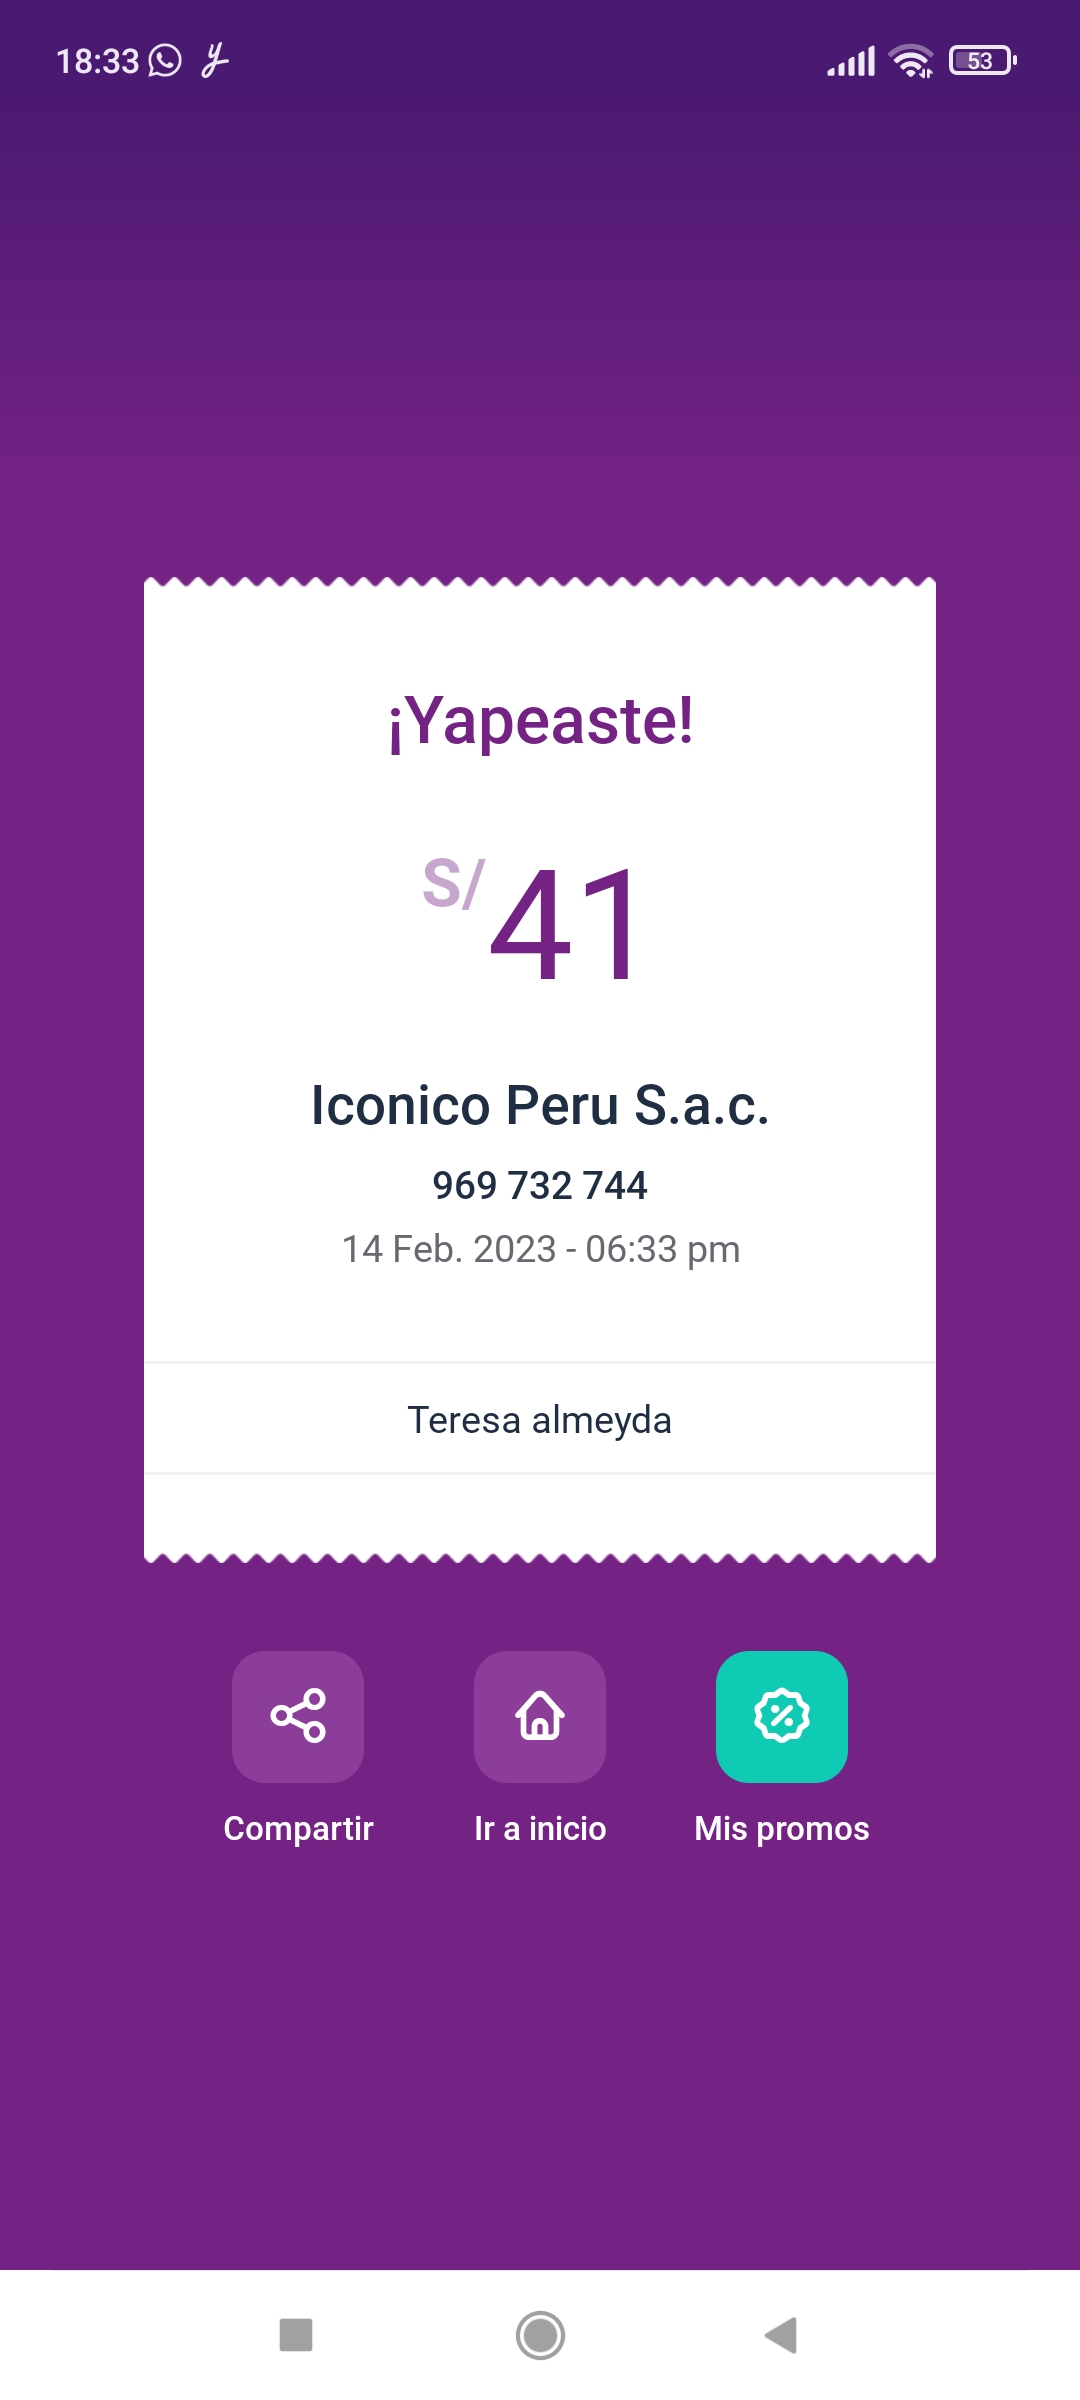 18:33
53
¡Yapeaste!
S/41
Iconico Peru S.a.c.
969 732 744
14 Feb. 2023 - 06:33 pm
Teresa almeyda
Compartir Ir a inicio Mis promos